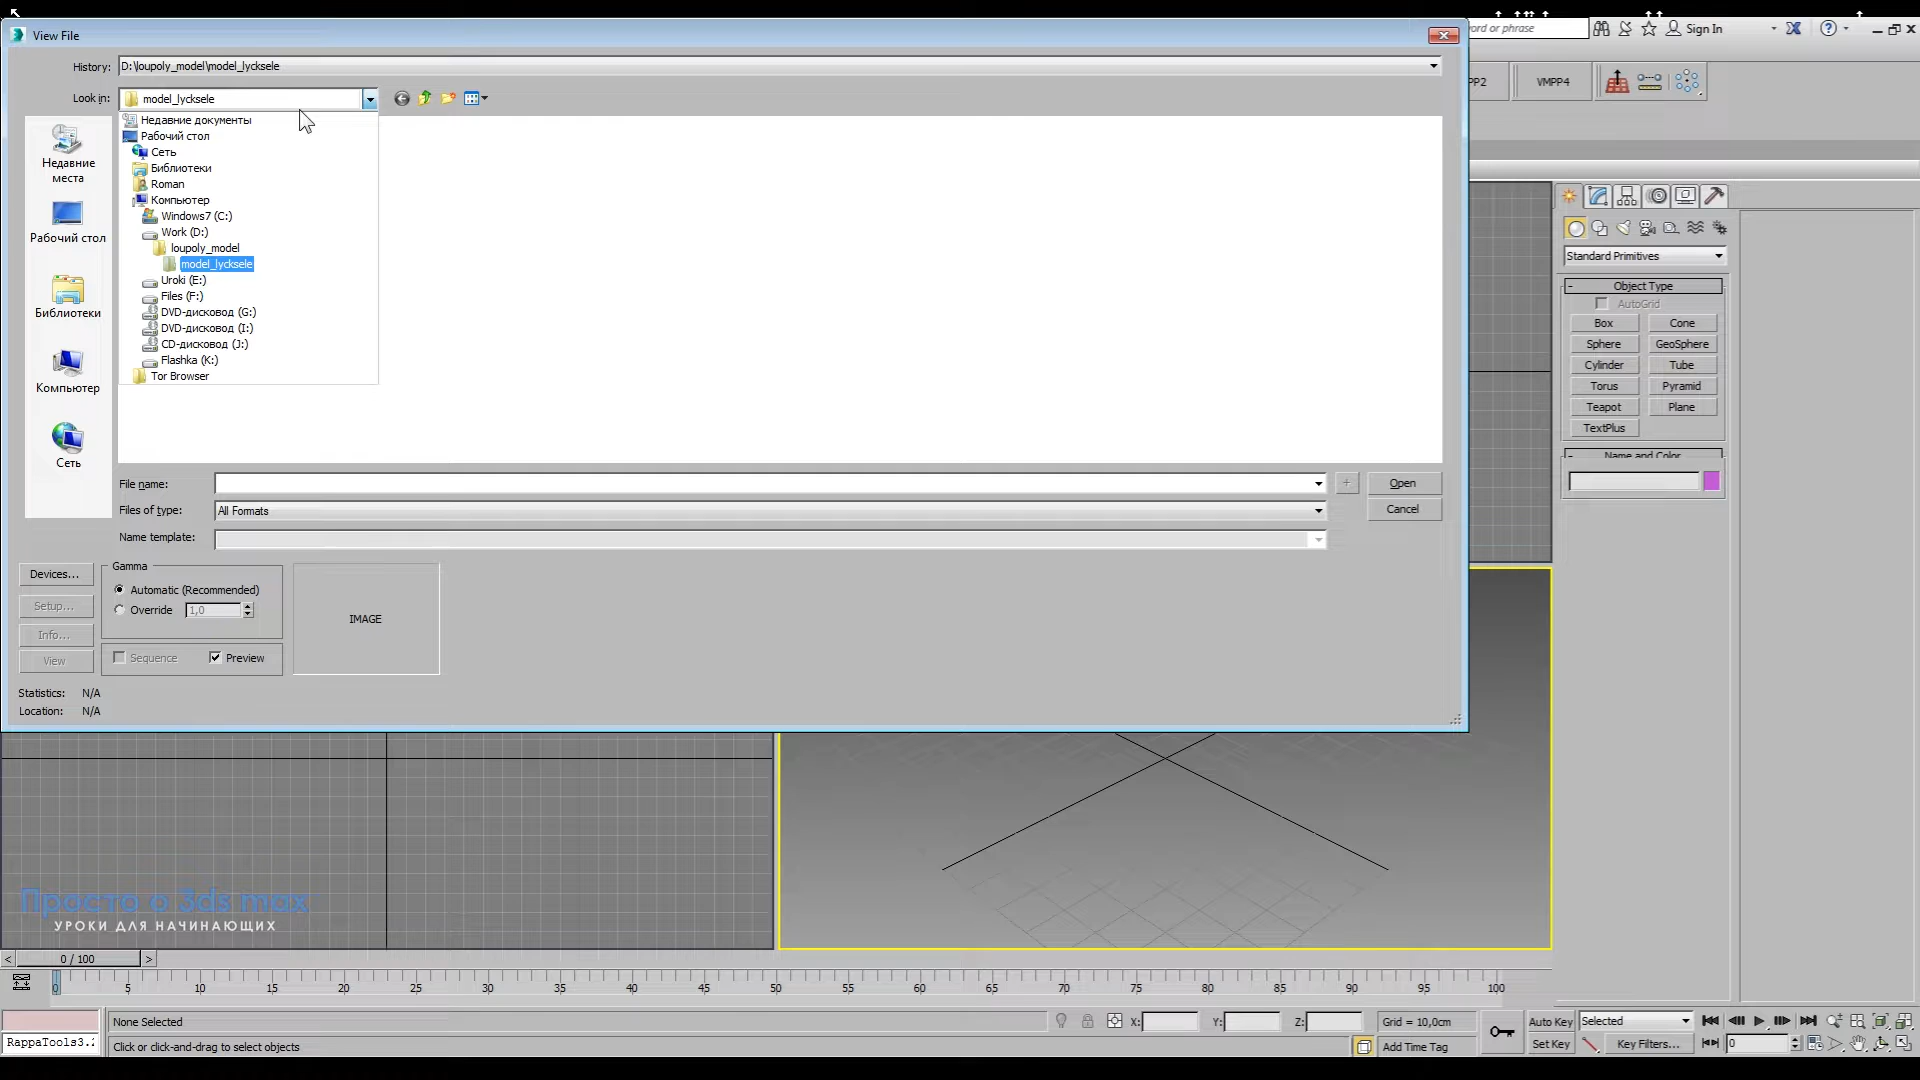 View File
ord or phrase
Sign In
History:
D:\loupoly_model\model_lycksele
Look in:
model_lycksele
PP2
VMPP4
Недавние документы
Рабочий стол
Сеть
Библиотеки
Roman
Компьютер
Windows7 (C:)
Work (D:)
loupoly_model
model_lycksele
Uroki (E:)
Files (F:)
DVD-дисковод (G:)
DVD-дисковод (I:)
CD-дисковод (J:)
Flashka (K:)
Tor Browser
Недавние
места
Рабочий стол
Библиотеки
Компьютер
Сеть
Standard Primitives
Object Type
AutoGrid
Box
Cone
Sphere
GeoSphere
Cylinder
Tube
Torus
Pyramid
Teapot
Plane
TextPlus
Name and Color
File name:
Open
Files of type:
All Formats
Cancel
Name template:
Devices...
Setup...
Info...
View
Gamma
Automatic (Recommended)
Override
1,0
Sequence
Preview
IMAGE
Statistics: N/A
Location: N/A
Просто о 3ds max
УРОКИ ДЛЯ НАЧИНАЮЩИХ
0 / 100
0 5 10 15 20 25 30 35 40 45 50 55 60 65 70 75 80 85 90 95 100
None Selected
X:
Y:
Z:
Grid = 10,0cm
Auto Key
Selected
RappaTools3.2
Click or click-and-drag to select objects
Add Time Tag
Set Key
Key Filters...
0